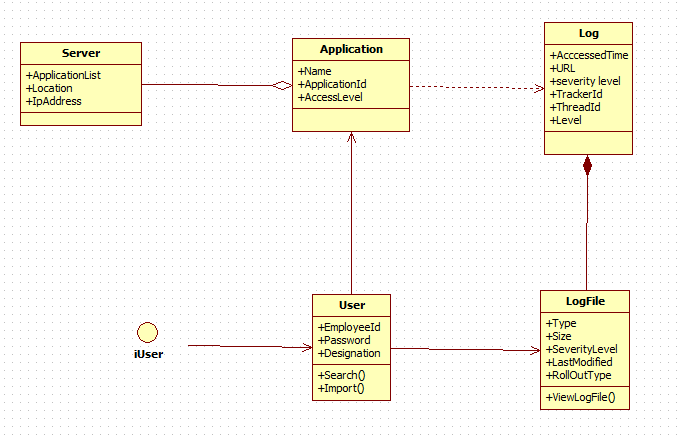 Server
+ApplicationList
+Location
+IpAddress
Application
+Name
+ApplicationId
+AccessLevel
Log
+AcccessedTime
+URL
+severity level
+TrackerId
+ThreadId
+Level
iUser
User
+EmployeeId
+Password
+Designation
+Search()
+Import()
LogFile
+Type
+Size
+SeverityLevel
+LastModified
+RollOutType
+ViewLogFile()